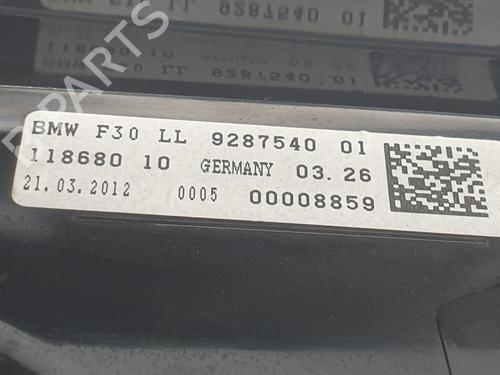 BMW F30 LL 9287540 01
118680 10 GERMANY 03.26
21.03.2012 0005 00008859